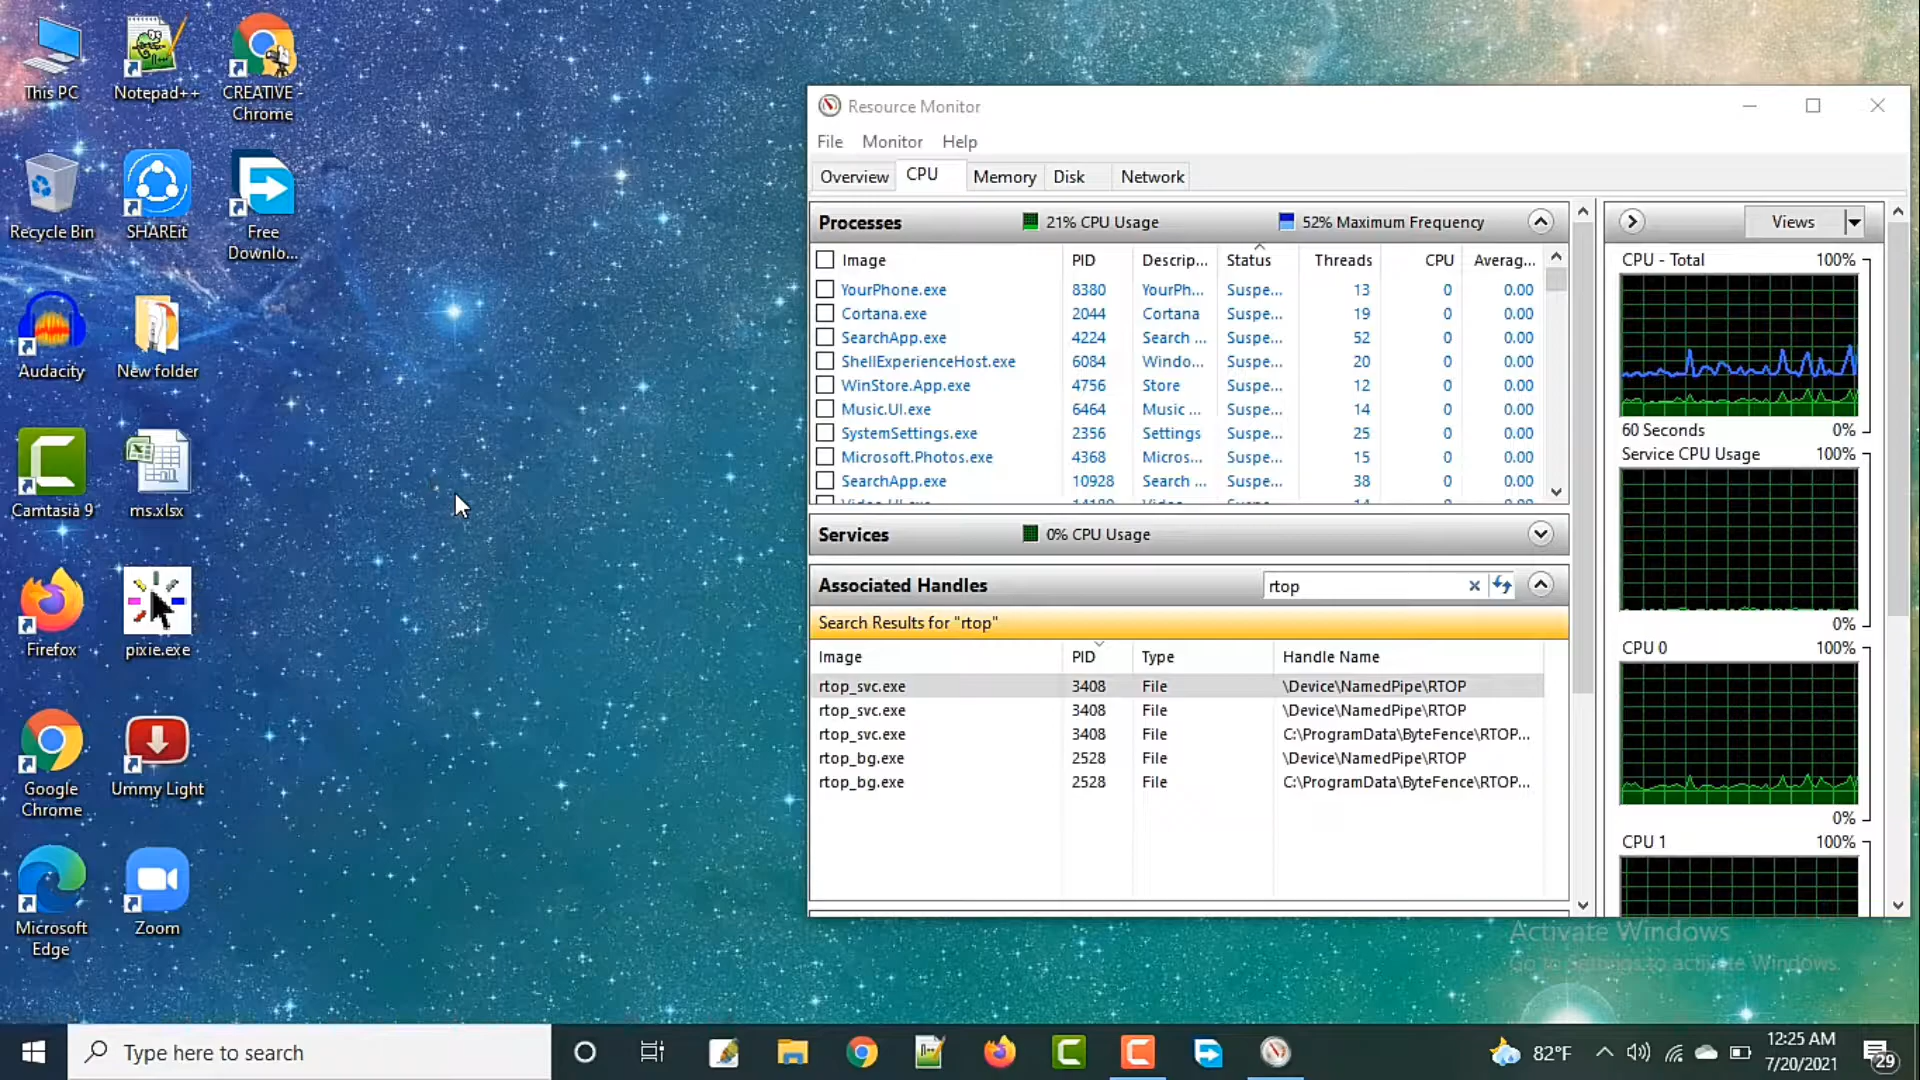 This PC
Notepad++
CREATIVE -
Chrome
Recycle Bin
SHAREit
Free
Downlo...
Audacity
New folder
Camtasia 9
ms.xlsx
Firefox
pixie.exe
Google
Chrome
Ummy Light
Microsoft
Edge
Zoom
Resource Monitor
File Monitor Help
Overview CPU Memory Disk Network
Processes 21% CPU Usage 52% Maximum Frequency
Image PID Descrip... Status Threads CPU Averag...
YourPhone.exe 8380 YourPh... Suspe... 13 0 0.00
Cortana.exe 2044 Cortana Suspe... 19 0 0.00
SearchApp.exe 4224 Search ... Suspe... 52 0 0.00
ShellExperienceHost.exe 6084 Windo... Suspe... 20 0 0.00
WinStore.App.exe 4756 Store Suspe... 12 0 0.00
Music.UI.exe 6464 Music ... Suspe... 14 0 0.00
SystemSettings.exe 2356 Settings Suspe... 25 0 0.00
Microsoft.Photos.exe 4368 Micros... Suspe... 15 0 0.00
SearchApp.exe 10928 Search ... Suspe... 38 0 0.00
Services 0% CPU Usage
Associated Handles rtop
Search Results for "rtop"
Image PID Type Handle Name
rtop_svc.exe 3408 File \Device\NamedPipe\RTOP
rtop_svc.exe 3408 File \Device\NamedPipe\RTOP
rtop_svc.exe 3408 File C:\ProgramData\ByteFence\RTOP...
rtop_bg.exe 2528 File \Device\NamedPipe\RTOP
rtop_bg.exe 2528 File C:\ProgramData\ByteFence\RTOP...
Views
CPU - Total 100%
60 Seconds 0%
Service CPU Usage 100%
0%
CPU 0 100%
0%
CPU 1 100%
Activate Windows
Go to Settings to activate Windows.
Type here to search
82°F
12:25 AM
7/20/2021
29